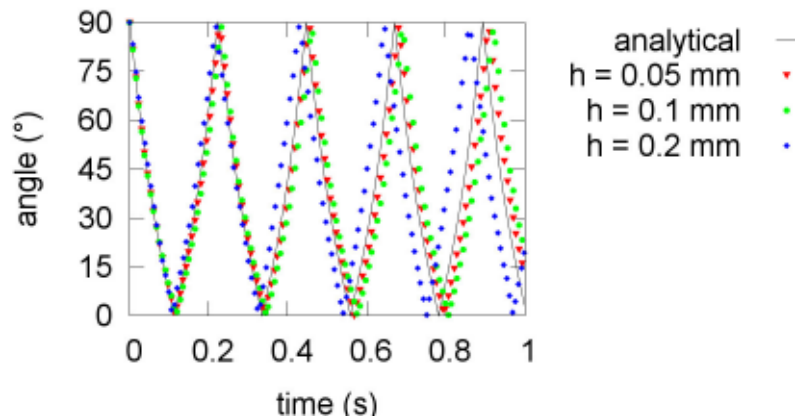 90
75
60
45
30
15
0
0 0.2 0.4 0.6 0.8 1
angle (°)
time (s)
analytical
h = 0.05 mm
h = 0.1 mm
h = 0.2 mm